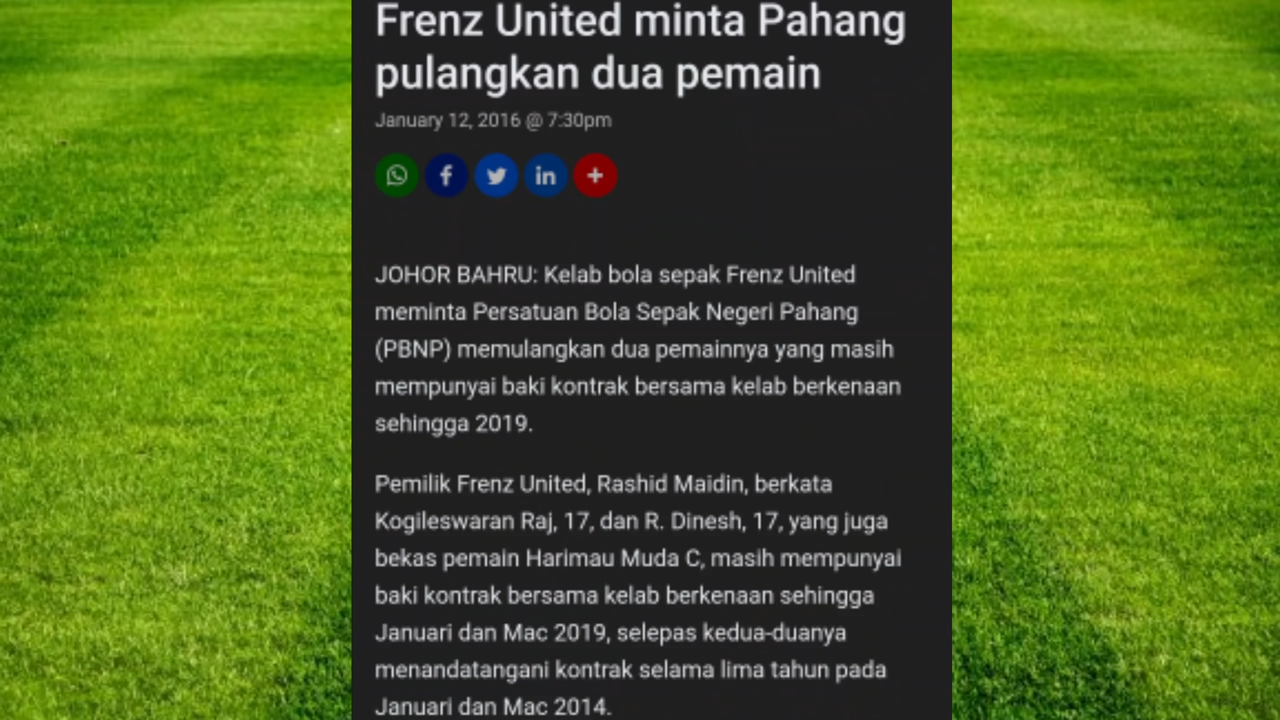 Frenz United minta Pahang
pulangkan dua pemain
January 12, 2016 @ 7:30pm
JOHOR BAHRU: Kelab bola sepak Frenz United
meminta Persatuan Bola Sepak Negeri Pahang
(PBNP) memulangkan dua pemainnya yang masih
mempunyai baki kontrak bersama kelab berkenaan
sehingga 2019.
Pemilik Frenz United, Rashid Maidin, berkata
Kogileswaran Raj, 17, dan R. Dinesh, 17, yang juga
bekas pemain Harimau Muda C, masih mempunyai
baki kontrak bersama kelab berkenaan sehingga
Januari dan Mac 2019, selepas kedua-duanya
menandatangani kontrak selama lima tahun pada
Januari dan Mac 2014.